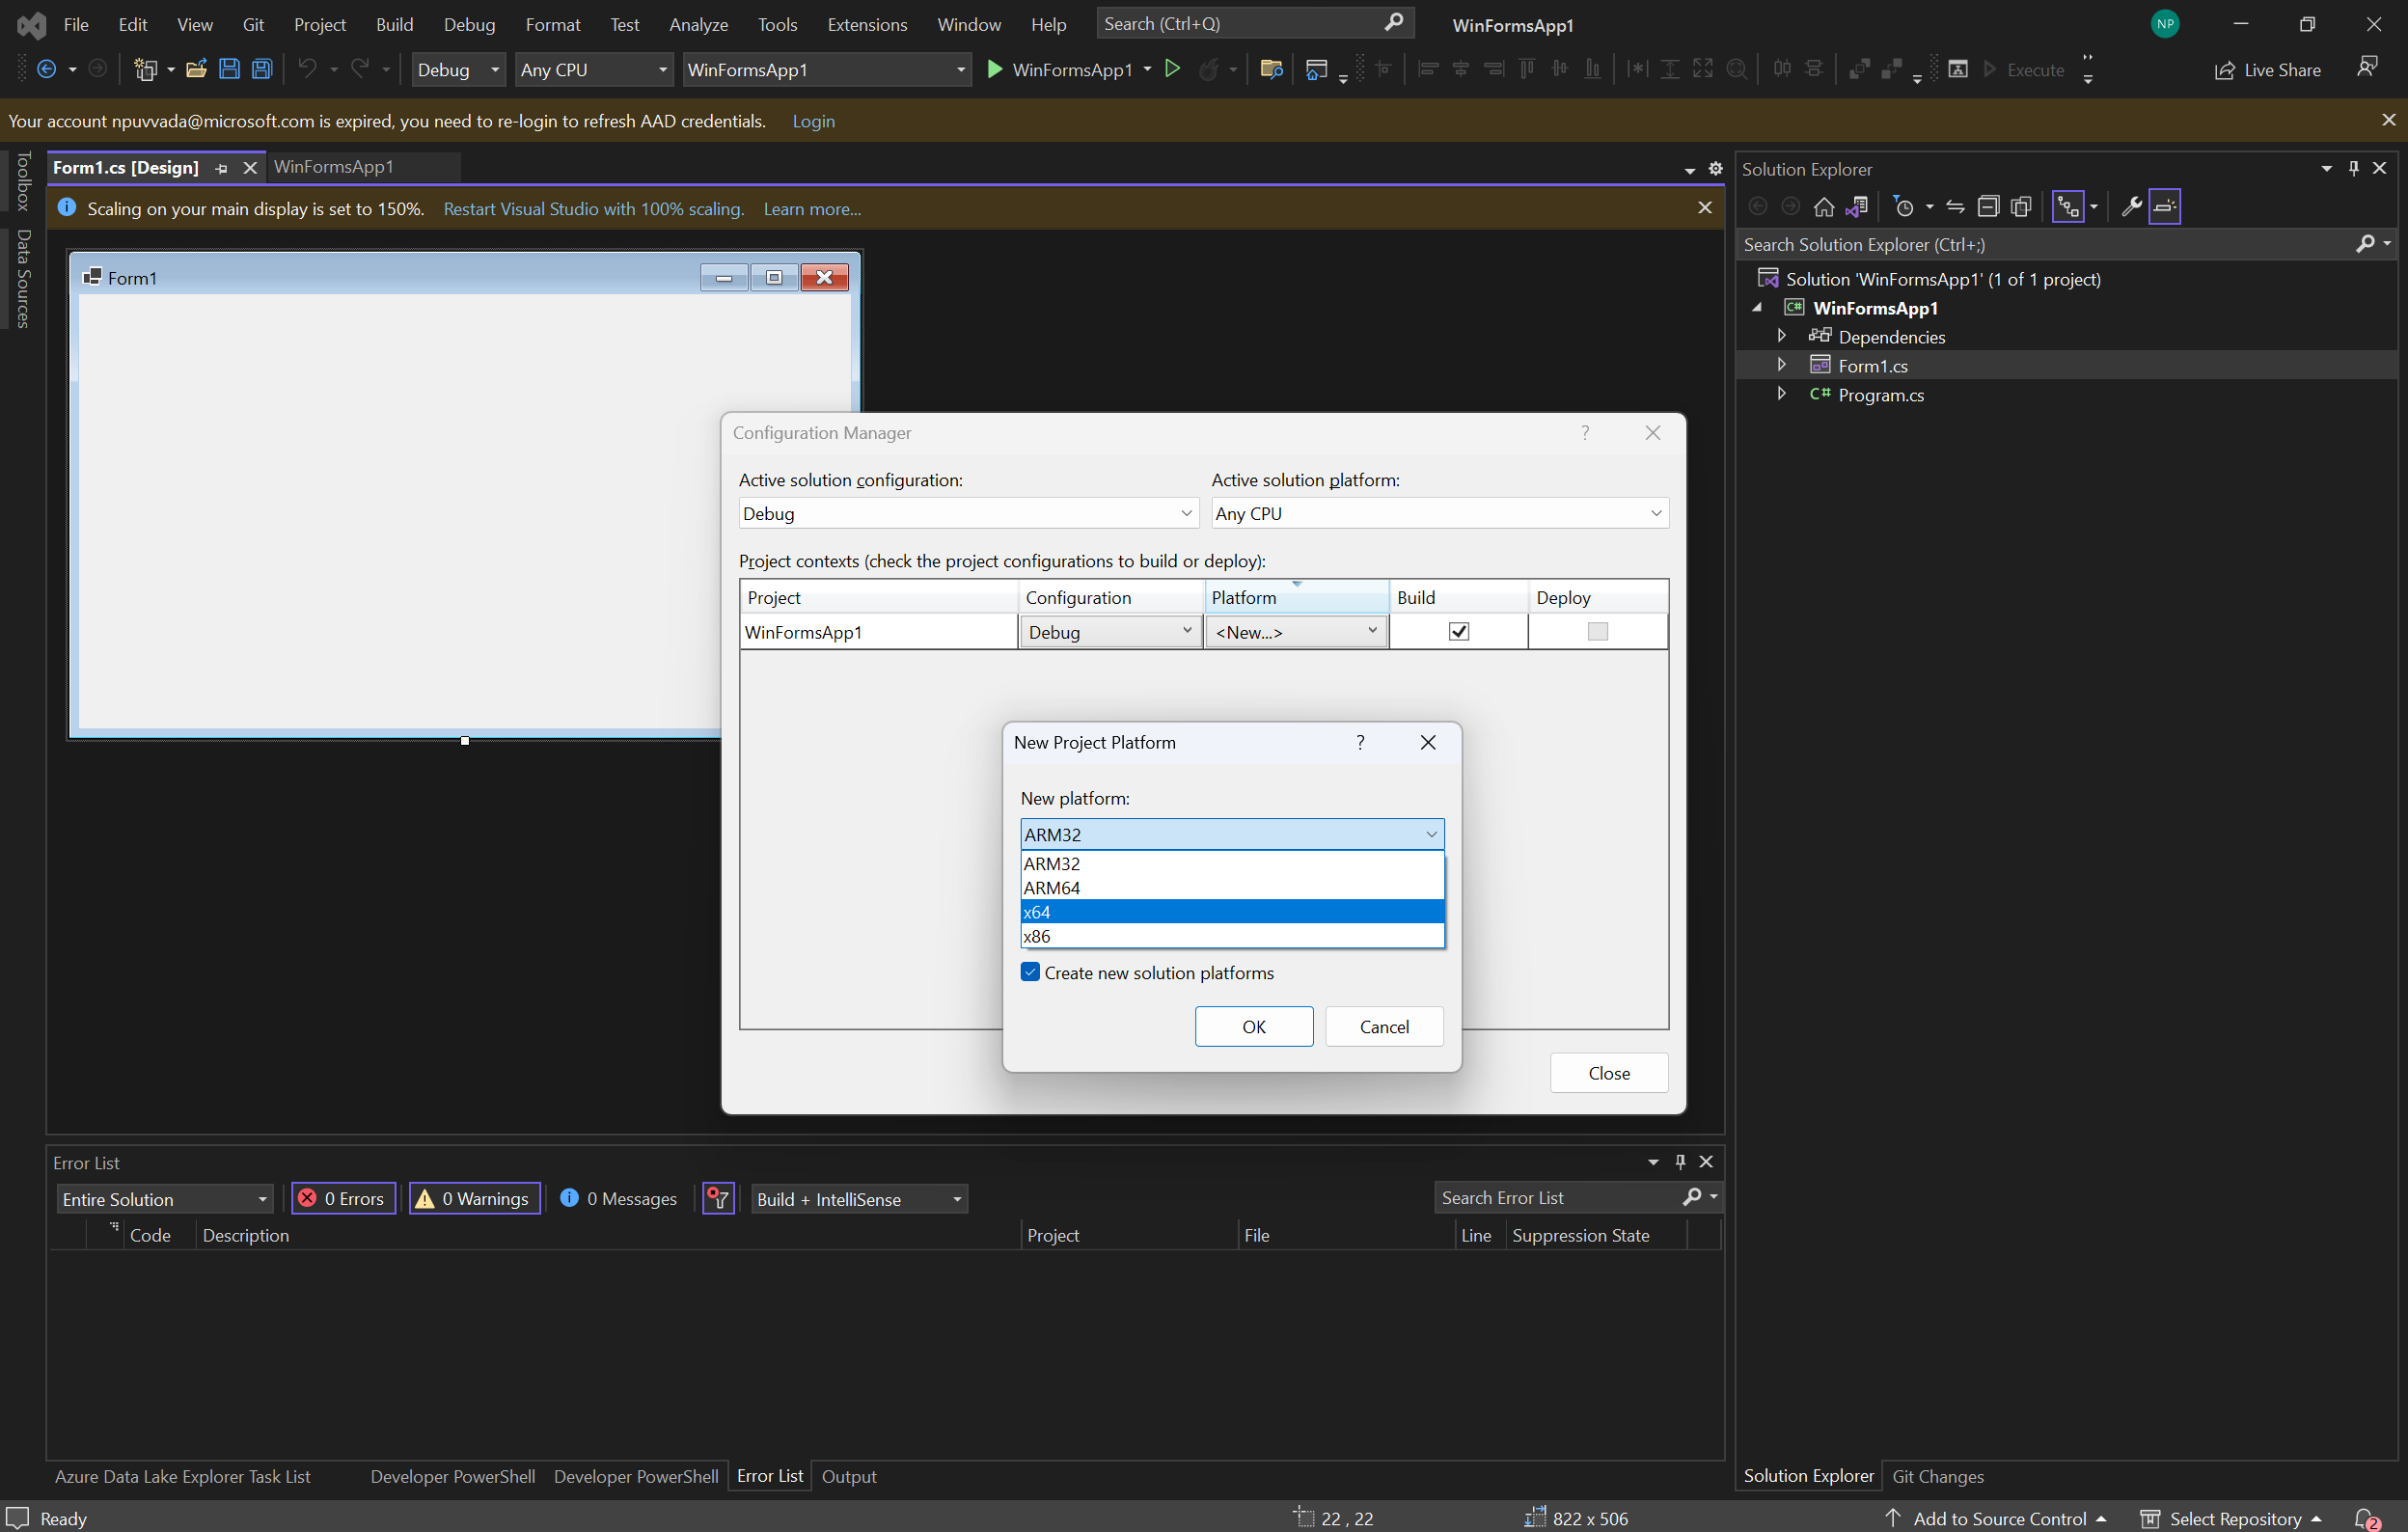 File Edit View Git Project Build Debug Format Test Analyze Tools Extensions Window Help Search (Ctrl+Q) WinFormsApp1 NP
Debug Any CPU WinFormsApp1 WinFormsApp1 Execute Live Share
Your account npuvvada@microsoft.com is expired, you need to re-login to refresh AAD credentials. Login
Toolbox
Data Sources
Form1.cs [Design] WinFormsApp1
Scaling on your main display is set to 150%. Restart Visual Studio with 100% scaling. Learn more...
Form1
Configuration Manager ?
Active solution configuration: Active solution platform:
Debug Any CPU
Project contexts (check the project configurations to build or deploy):
Project Configuration Platform Build Deploy
WinFormsApp1 Debug <New...>
New Project Platform ?
New platform:
ARM32
ARM32
ARM64
x64
x86
Create new solution platforms
OK Cancel
Close
Solution Explorer
Search Solution Explorer (Ctrl+;)
Solution 'WinFormsApp1' (1 of 1 project)
C# WinFormsApp1
Dependencies
Form1.cs
C# Program.cs
Error List
Entire Solution 0 Errors 0 Warnings 0 Messages Build + IntelliSense Search Error List
Code Description Project File Line Suppression State
Azure Data Lake Explorer Task List Developer PowerShell Developer PowerShell Error List Output
Solution Explorer Git Changes
Ready 22 , 22 822 x 506 Add to Source Control Select Repository 2